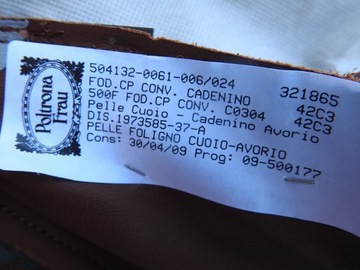 Poltrona
Frau
504132-0061-006/024 321865
FOD.CP CONV. CADENINO 42C3
500F FOD.CP CONV. C0304 42C3
Pelle Cuoio - Cadenino Avorio
DIS.1973585-37-A
PELLE FOLIGNO CUOIO-AVORIO
Cons: 30/04/09 Prog: 09-500177